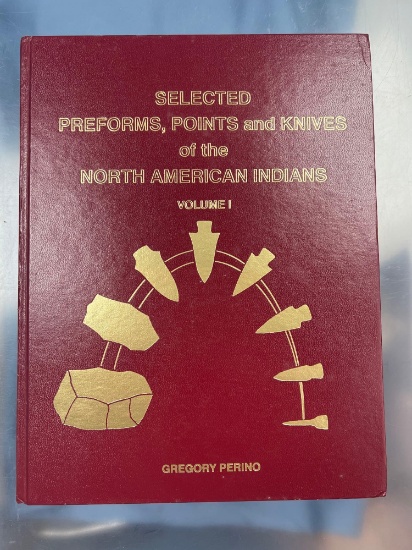 SELECTED
PREFORMS, POINTS and KNIVES
of the
NORTH AMERICAN INDIANS
VOLUME I
GREGORY PERINO